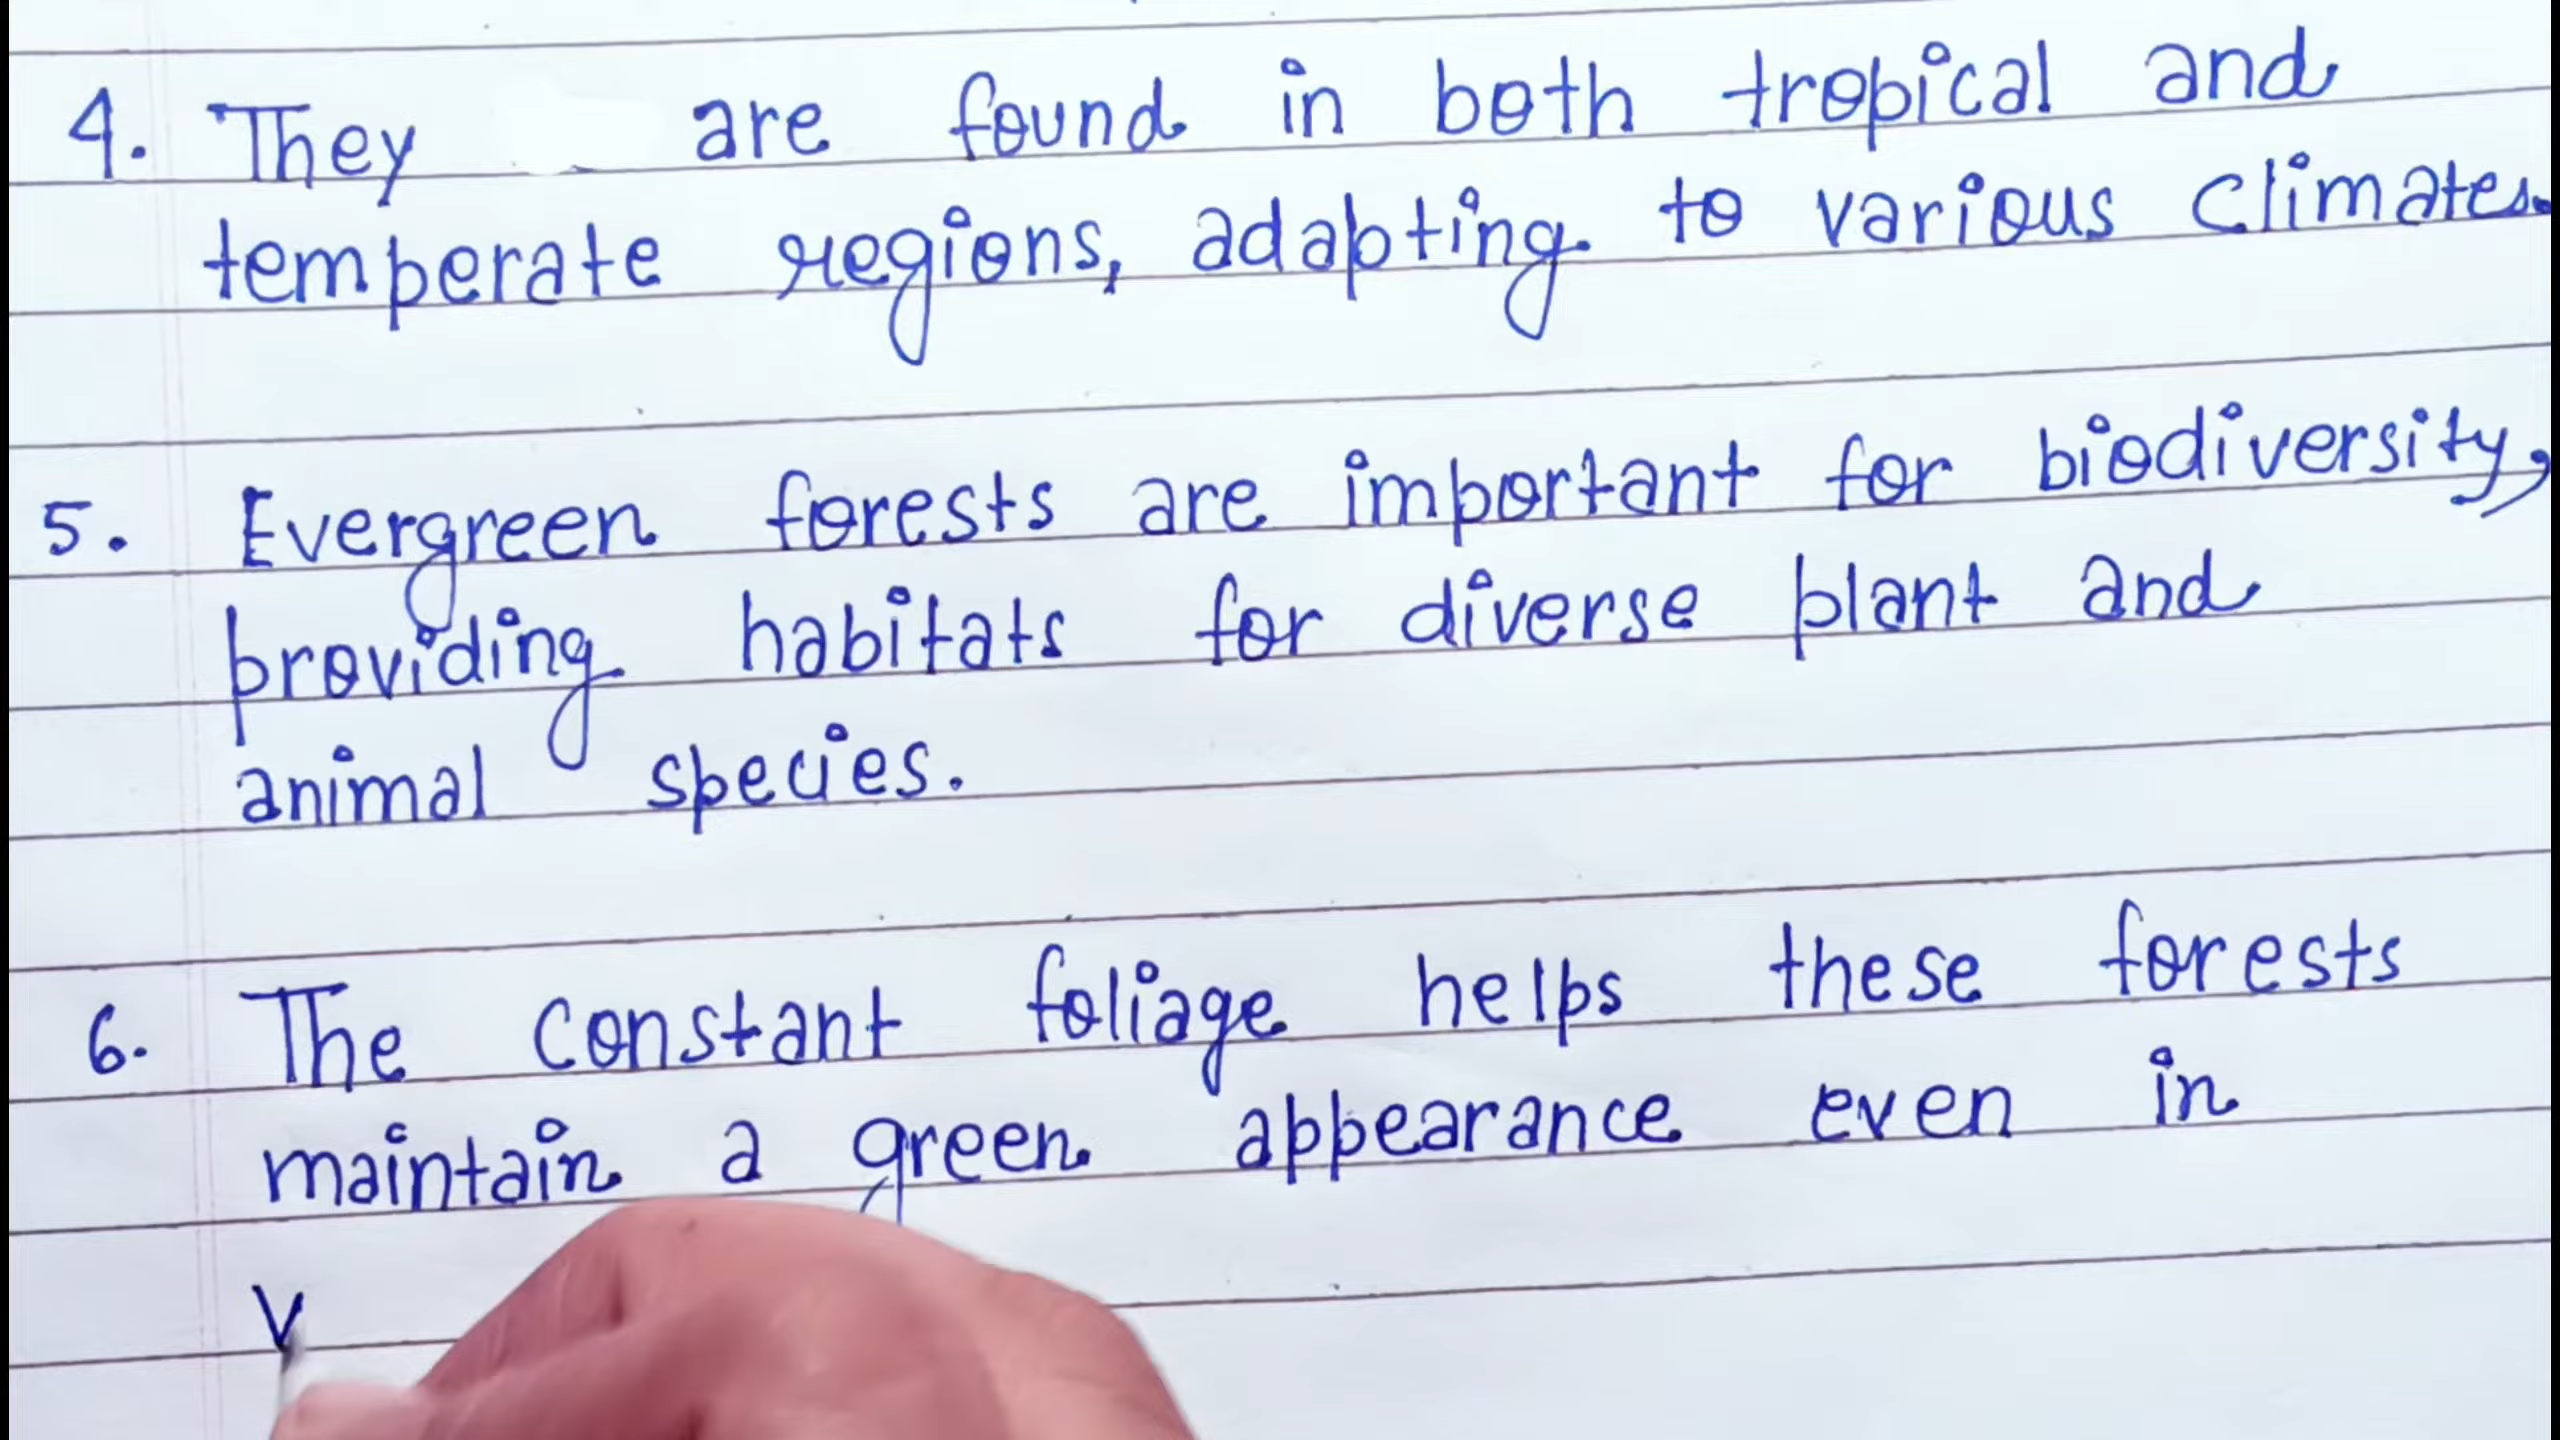 4. They are found in both tropical and
temperate regions, adapting to various climates.
5. Evergreen forests are important for biodiversity,
providing habitats for diverse plant and
animal species.
6. The constant foliage helps these forests
maintain a green appearance even in